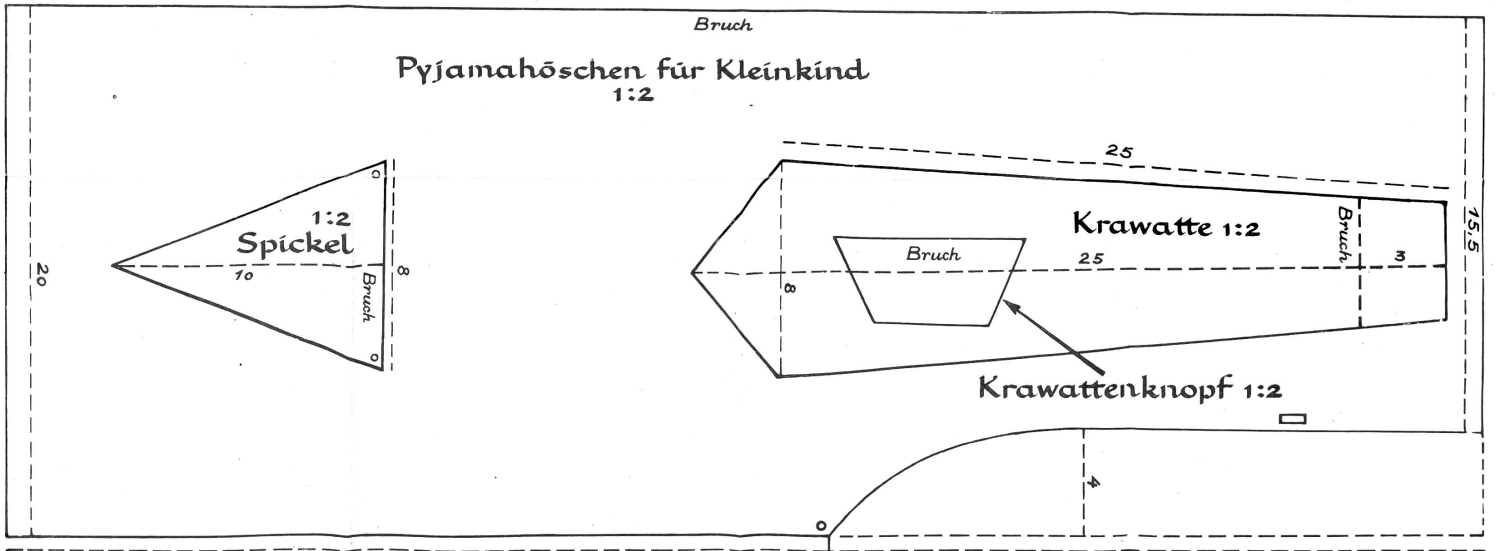 Bruch
Pyjamahöschen für Kleinkind
1:2
20
1:2
Spickel
10
Bruch
8
25
Krawatte 1:2
Bruch
25
Bruch
3
8
15,5
Krawattenknopf 1:2
4